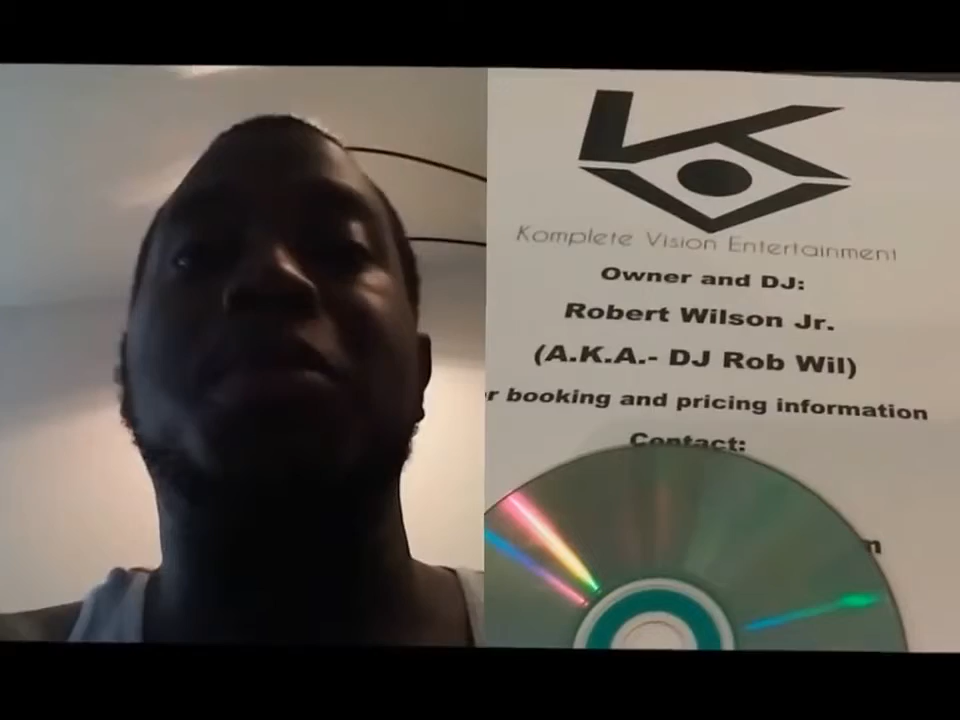 Komplete Vision Entertainment
Owner and DJ:
Robert Wilson Jr.
(A.K.A.- DJ Rob Wil)
booking and pricing information
Contact: